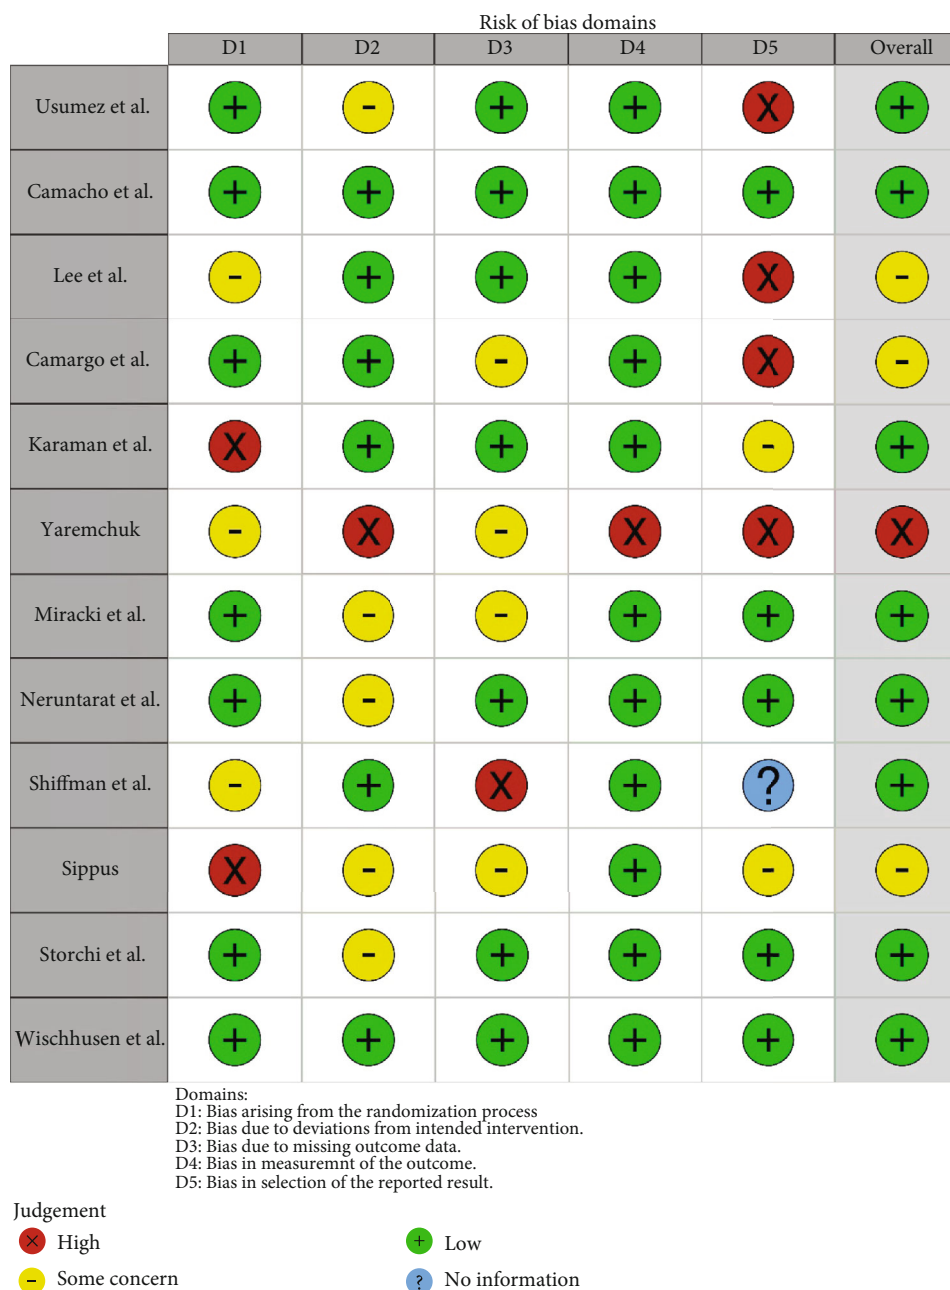 Risk of bias domains
D1 D2 D3 D4 D5 Overall
Usumez et al. + - + + X +
Camacho et al. + + + + + +
Lee et al. - + + + X -
Camargo et al. + + - + X -
Karaman et al. X + + + - +
Yaremchuk - X - X X X
Miracki et al. + - - + + +
Neruntarat et al. + - + + + +
Shiffman et al. - + X + ? +
Sippus X - - + - -
Storchi et al. + - + + + +
Wischhusen et al. + + + + + +
Domains:
D1: Bias arising from the randomization process
D2: Bias due to deviations from intended intervention.
D3: Bias due to missing outcome data.
D4: Bias in measuremnt of the outcome.
D5: Bias in selection of the reported result.
Judgement
X High + Low
- Some concern ? No information